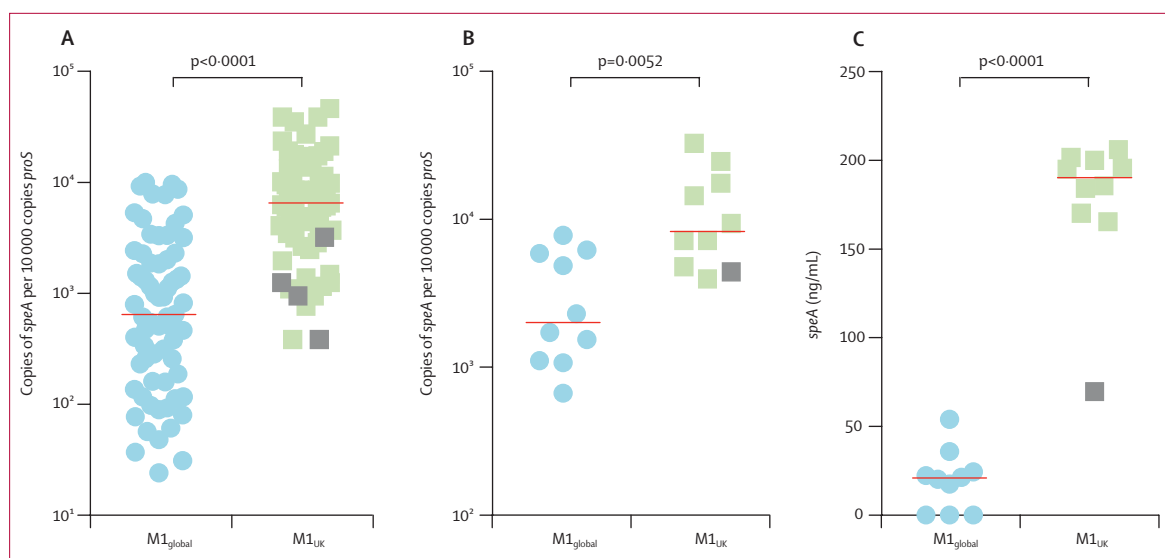 A
p<0·0001
Copies of speA per 10 000 copies proS
10⁵
10⁴
10³
10²
10¹
M1global
M1UK
B
p=0·0052
Copies of speA per 10 000 copies proS
10⁵
10⁴
10³
10²
M1global
M1UK
C
p<0·0001
speA (ng/mL)
250
200
150
100
50
0
M1global
M1UK